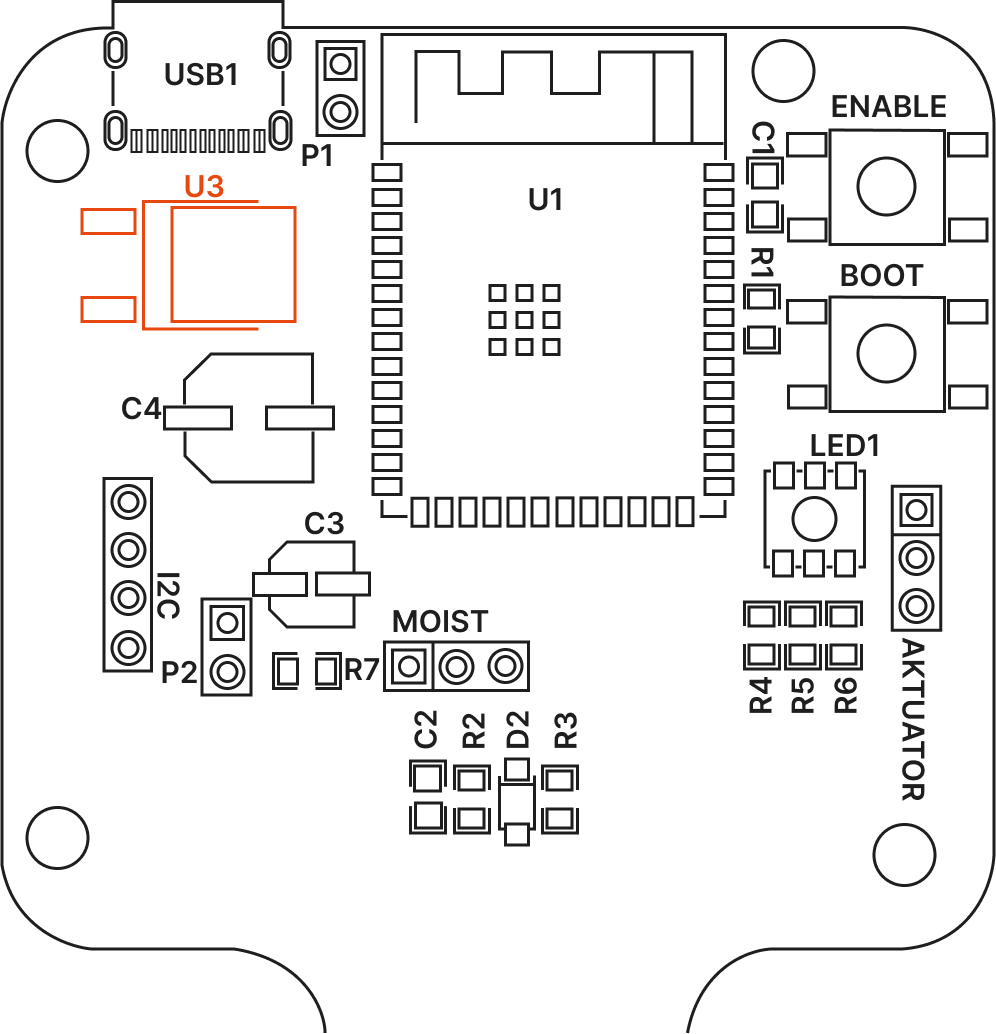 USB1
P1
ENABLE
C1
U3
U1
R1
BOOT
C4
LED1
C3
I2C
MOIST
P2
R7
R4
R5
R6
AKTUATOR
C2
R2
D2
R3